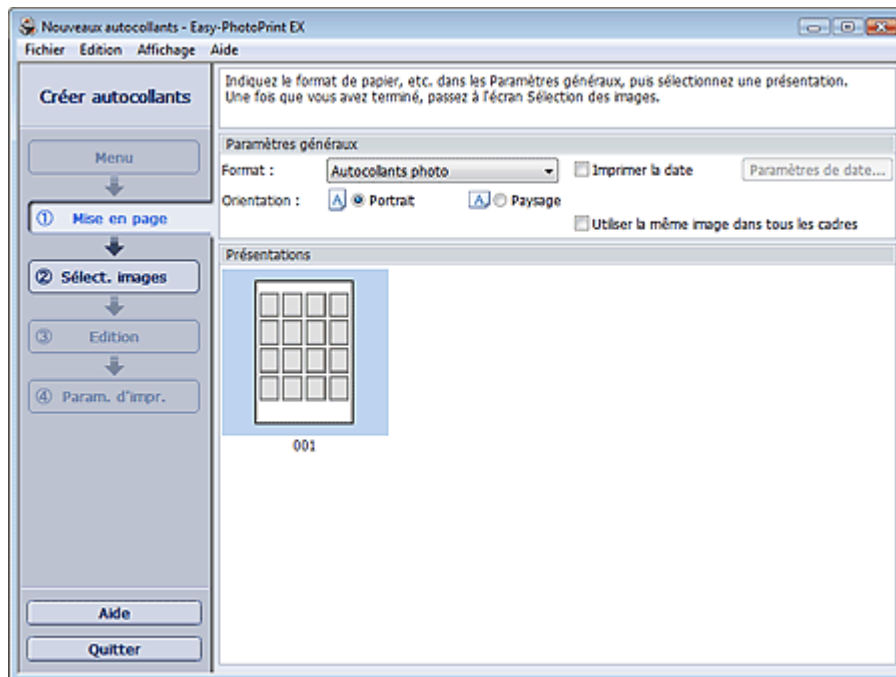 Nouveaux autocollants - Easy-PhotoPrint EX
Fichier Edition Affichage Aide
Créer autocollants
Menu
① Mise en page
② Sélect. images
③ Edition
④ Param. d'impr.
Aide
Quitter
Indiquez le format de papier, etc. dans les Paramètres généraux, puis sélectionnez une présentation.
Une fois que vous avez terminé, passez à l'écran Sélection des images.
Paramètres généraux
Format : Autocollants photo Imprimer la date Paramètres de date...
Orientation : A Portrait A Paysage
Utiliser la même image dans tous les cadres
Présentations
001